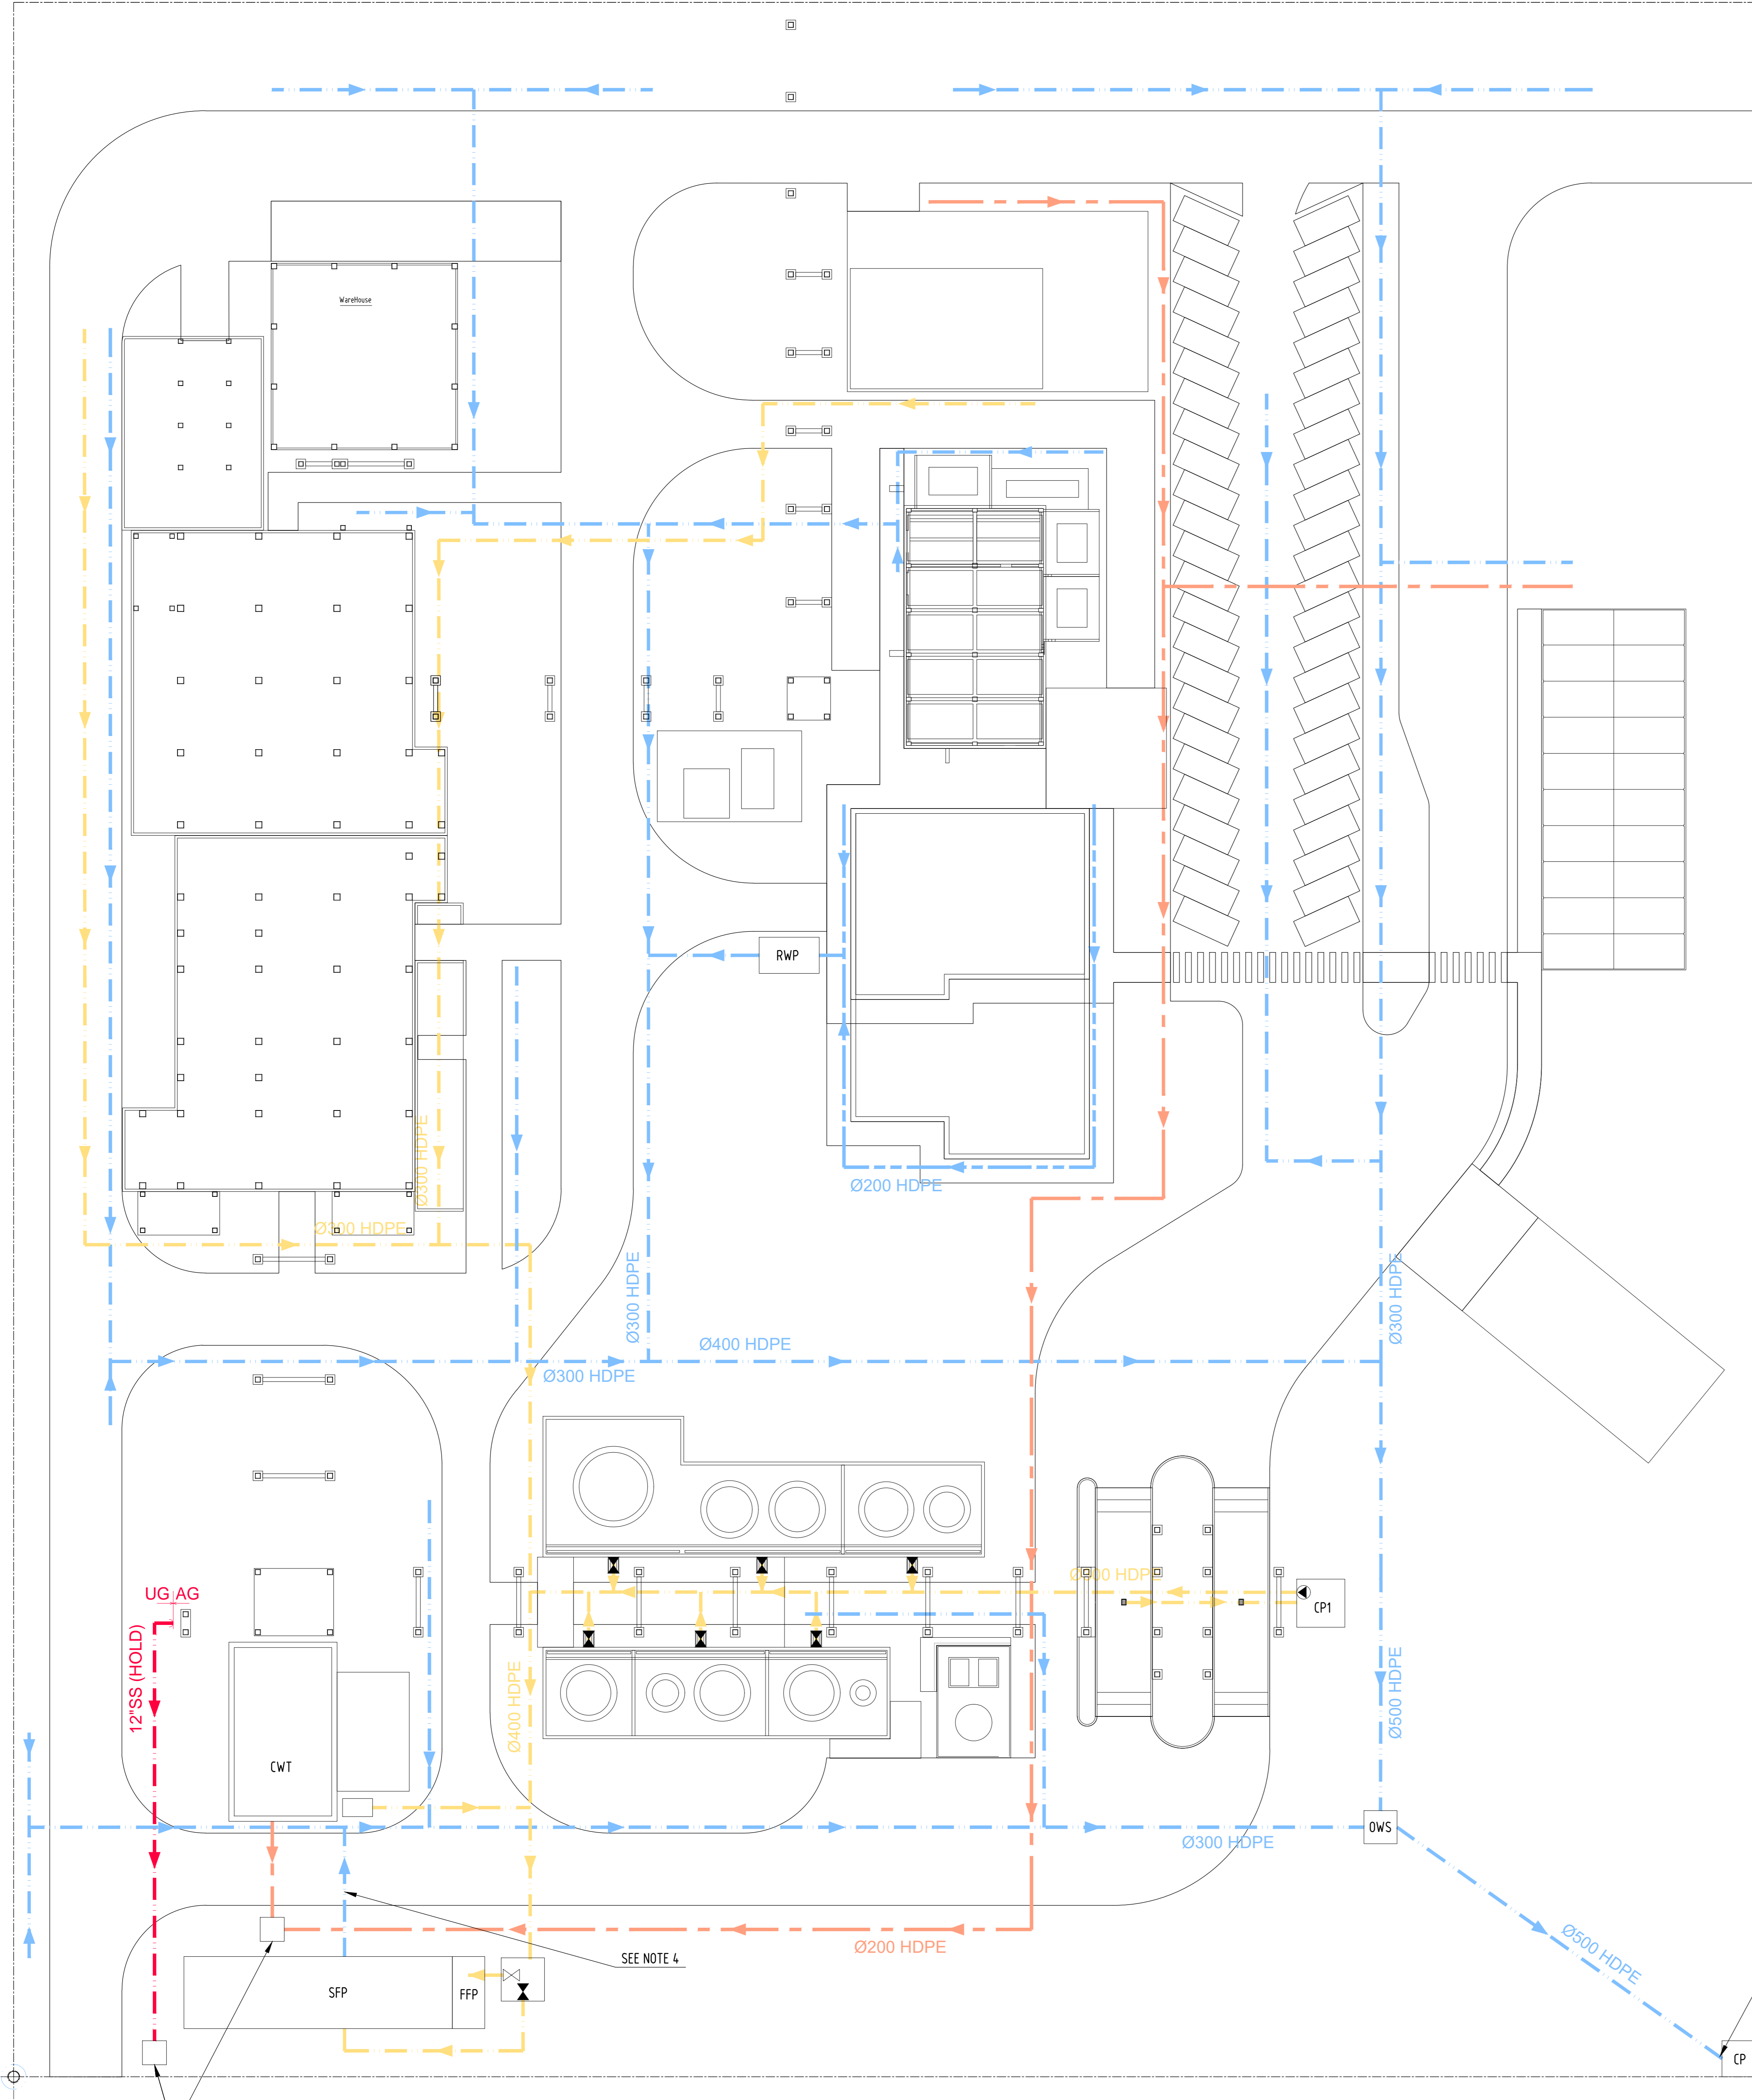 WareHouse
RWP
Ø200 HDPE
Ø300 HDPE
Ø300 HDPE
Ø300 HDPE
Ø300 HDPE
Ø400 HDPE
Ø300 HDPE
UG AG
12"SS (HOLD)
CP1
Ø400 HDPE
Ø500 HDPE
CWT
OWS
Ø300 HDPE
Ø200 HDPE
SEE NOTE 4
Ø500 HDPE
SFP
FFP
CP